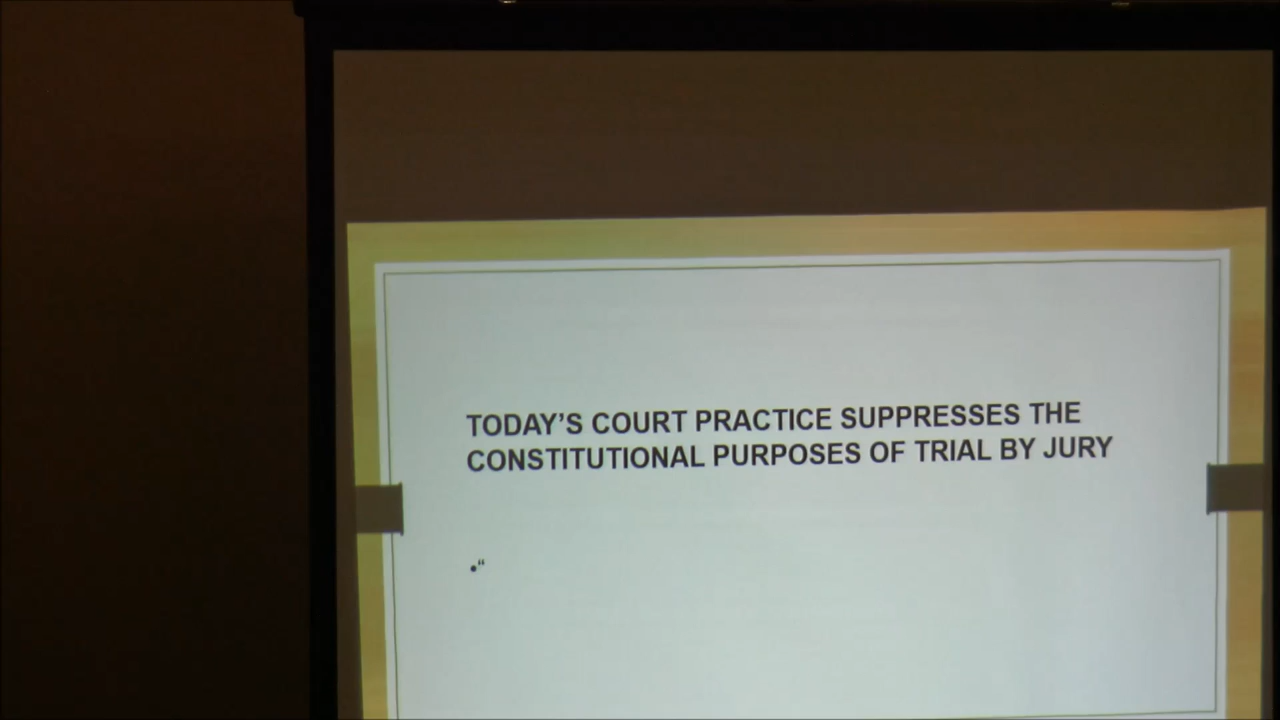 TODAY’S COURT PRACTICE SUPPRESSES THE
CONSTITUTIONAL PURPOSES OF TRIAL BY JURY
•“